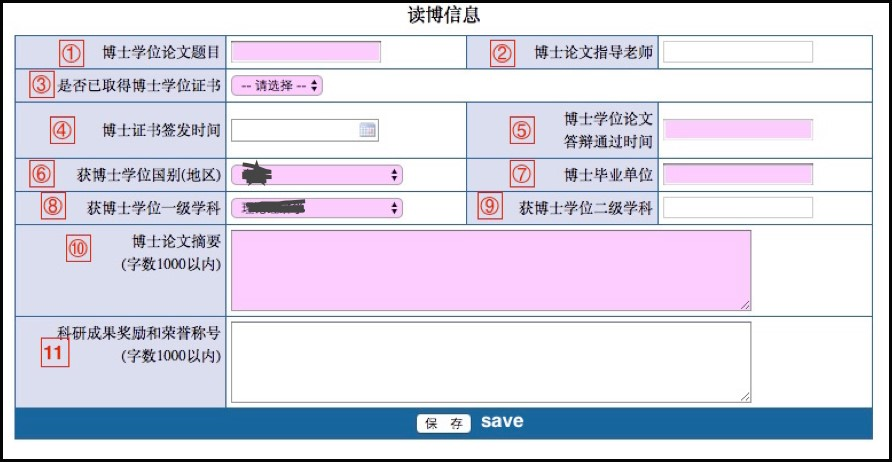 读博信息
① 博士学位论文题目 ② 博士论文指导老师
③ 是否已取得博士学位证书 -- 请选择 --
④ 博士证书签发时间 ⑤ 博士学位论文
答辩通过时间
⑥ 获博士学位国别(地区) ⑦ 博士毕业单位
⑧ 获博士学位一级学科 ⑨ 获博士学位二级学科
⑩ 博士论文摘要
(字数1000以内)
11 科研成果奖励和荣誉称号
(字数1000以内)
保 存 save